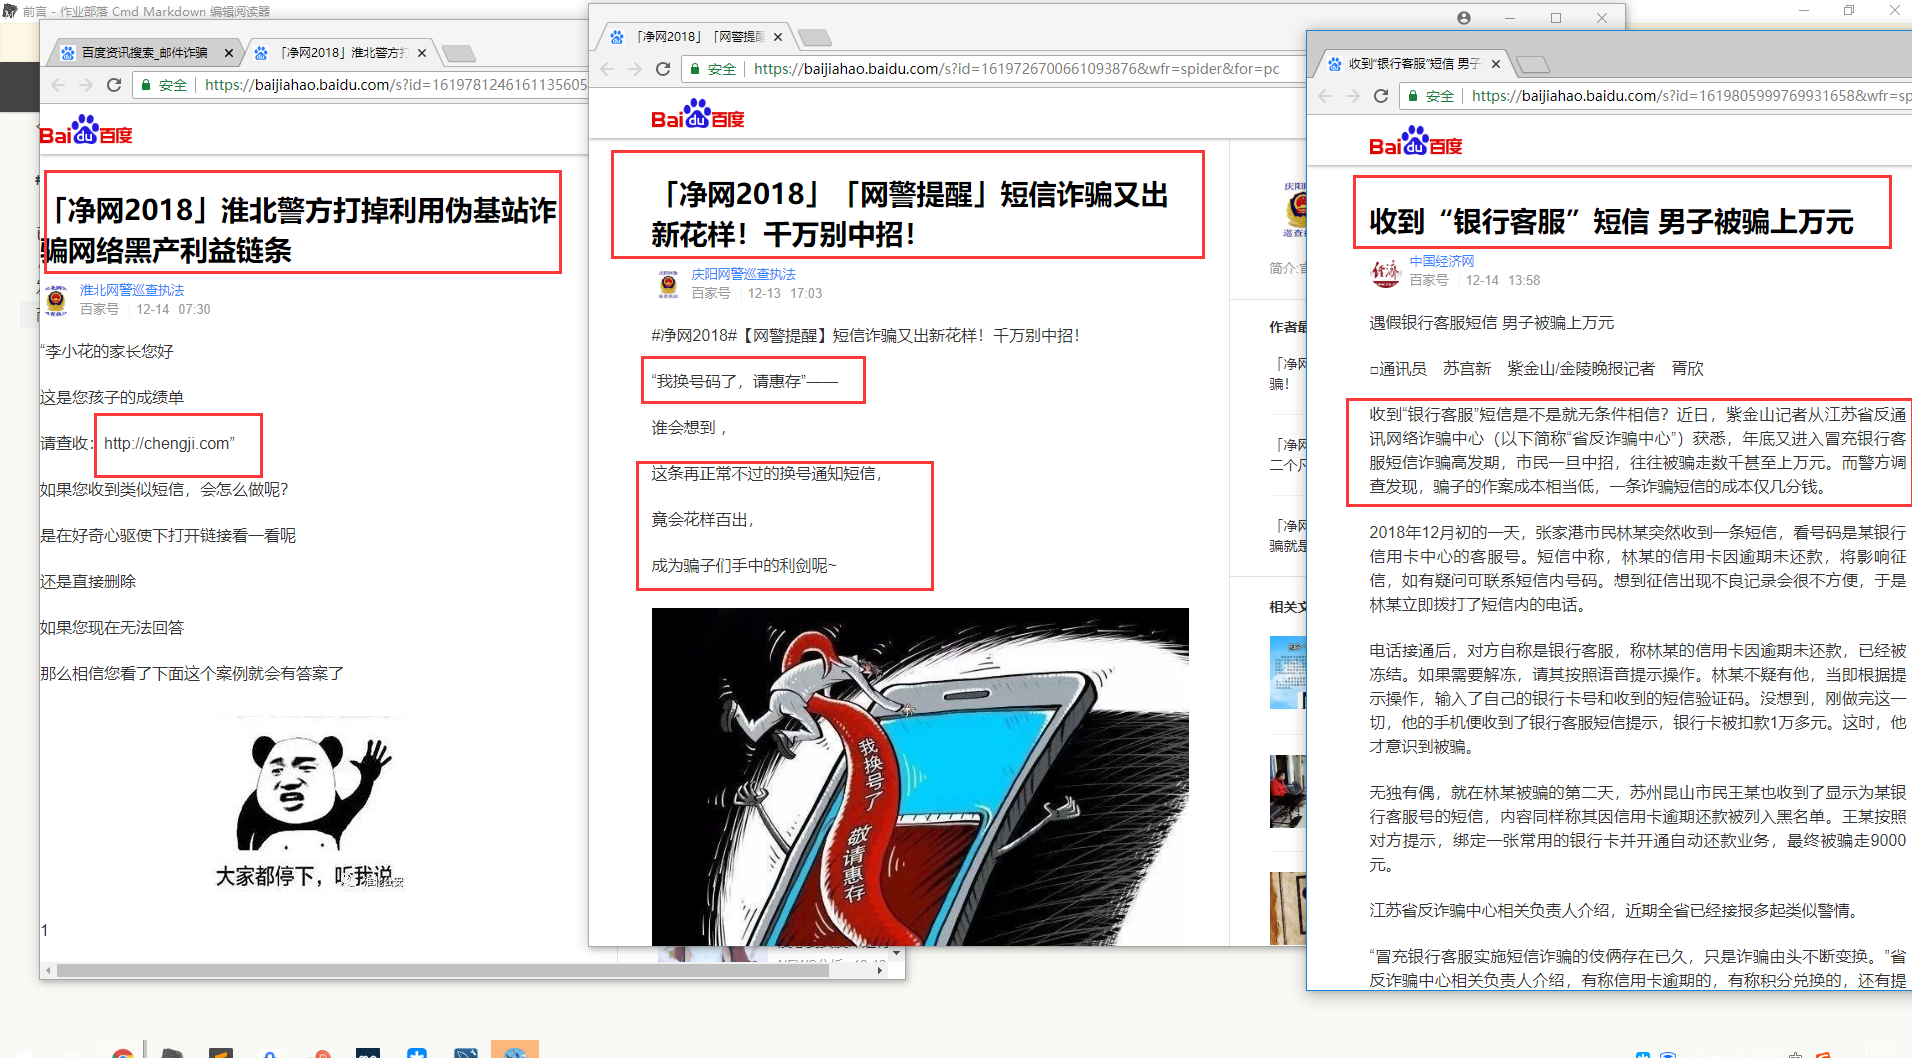 前言 - 作业部落 Cmd Markdown 编辑阅读器
百度资讯搜索_邮件诈骗
「净网2018」淮北警方打
安全
https://baijiahao.baidu.com/s?id=1619781246161135605
Bai du 百度
「净网2018」淮北警方打掉利用伪基站诈
骗网络黑产利益链条
淮北网警巡查执法
百家号 12-14 07:30
“李小花的家长您好
这是您孩子的成绩单
请查收：http://chengji.com”
如果您收到类似短信，会怎么做呢？
是在好奇心驱使下打开链接看一看呢
还是直接删除
如果您现在无法回答
那么相信您看了下面这个案例就会有答案了
大家都停下，听我说
淮北公安
1
「净网2018」「网警提醒
安全
https://baijiahao.baidu.com/s?id=1619726700661093876&wfr=spider&for=pc
Bai du 百度
「净网2018」「网警提醒」短信诈骗又出
新花样！千万别中招！
庆阳网警巡查执法
百家号 12-13 17:03
#净网2018#【网警提醒】短信诈骗又出新花样！千万别中招！
“我换号码了，请惠存”——
谁会想到，
这条再正常不过的换号通知短信，
竟会花样百出，
成为骗子们手中的利剑呢~
我换号了 敬请惠存
庆阳
巡查
简介:
作者最
「净网
骗！
「净网
二个
「净网
骗就是
相关文
收到“银行客服”短信 男子
安全
https://baijiahao.baidu.com/s?id=1619805999769931658&wfr=sp
Bai du 百度
收到“银行客服”短信 男子被骗上万元
中国经济网
百家号 12-14 13:58
遇假银行客服短信 男子被骗上万元
□通讯员 苏宫新 紫金山/金陵晚报记者 胥欣
收到“银行客服”短信是不是就无条件相信？近日，紫金山记者从江苏省反通
讯网络诈骗中心（以下简称“省反诈骗中心”）获悉，年底又进入冒充银行客
服短信诈骗高发期，市民一旦中招，往往被骗走数千甚至上万元。而警方调
查发现，骗子的作案成本相当低，一条诈骗短信的成本仅几分钱。
2018年12月初的一天，张家港市民林某突然收到一条短信，看号码是某银行
信用卡中心的客服号。短信中称，林某的信用卡因逾期未还款，将影响征
信，如有疑问可联系短信内号码。想到征信出现不良记录会很不方便，于是
林某立即拨打了短信内的电话。
电话接通后，对方自称是银行客服，称林某的信用卡因逾期未还款，已经被
冻结。如果需要解冻，请其按照语音提示操作。林某不疑有他，当即根据提
示操作，输入了自己的银行卡号和收到的短信验证码。没想到，刚做完这一
切，他的手机便收到了银行客服短信提示，银行卡被扣款1万多元。这时，他
才意识到被骗。
无独有偶，就在林某被骗的第二天，苏州昆山市民王某也收到了显示为某银
行客服号的短信，内容同样称其因信用卡逾期还款被列入黑名单。王某按照
对方提示，绑定一张常用的银行卡并开通自动还款业务，最终被骗走9000
元。
江苏省反诈骗中心相关负责人介绍，近期全省已经接报多起类似警情。
“冒充银行客服实施短信诈骗的伎俩存在已久，只是诈骗由头不断变换。”省
反诈骗中心相关负责人介绍，有称信用卡逾期的，有称积分兑换的，还有提